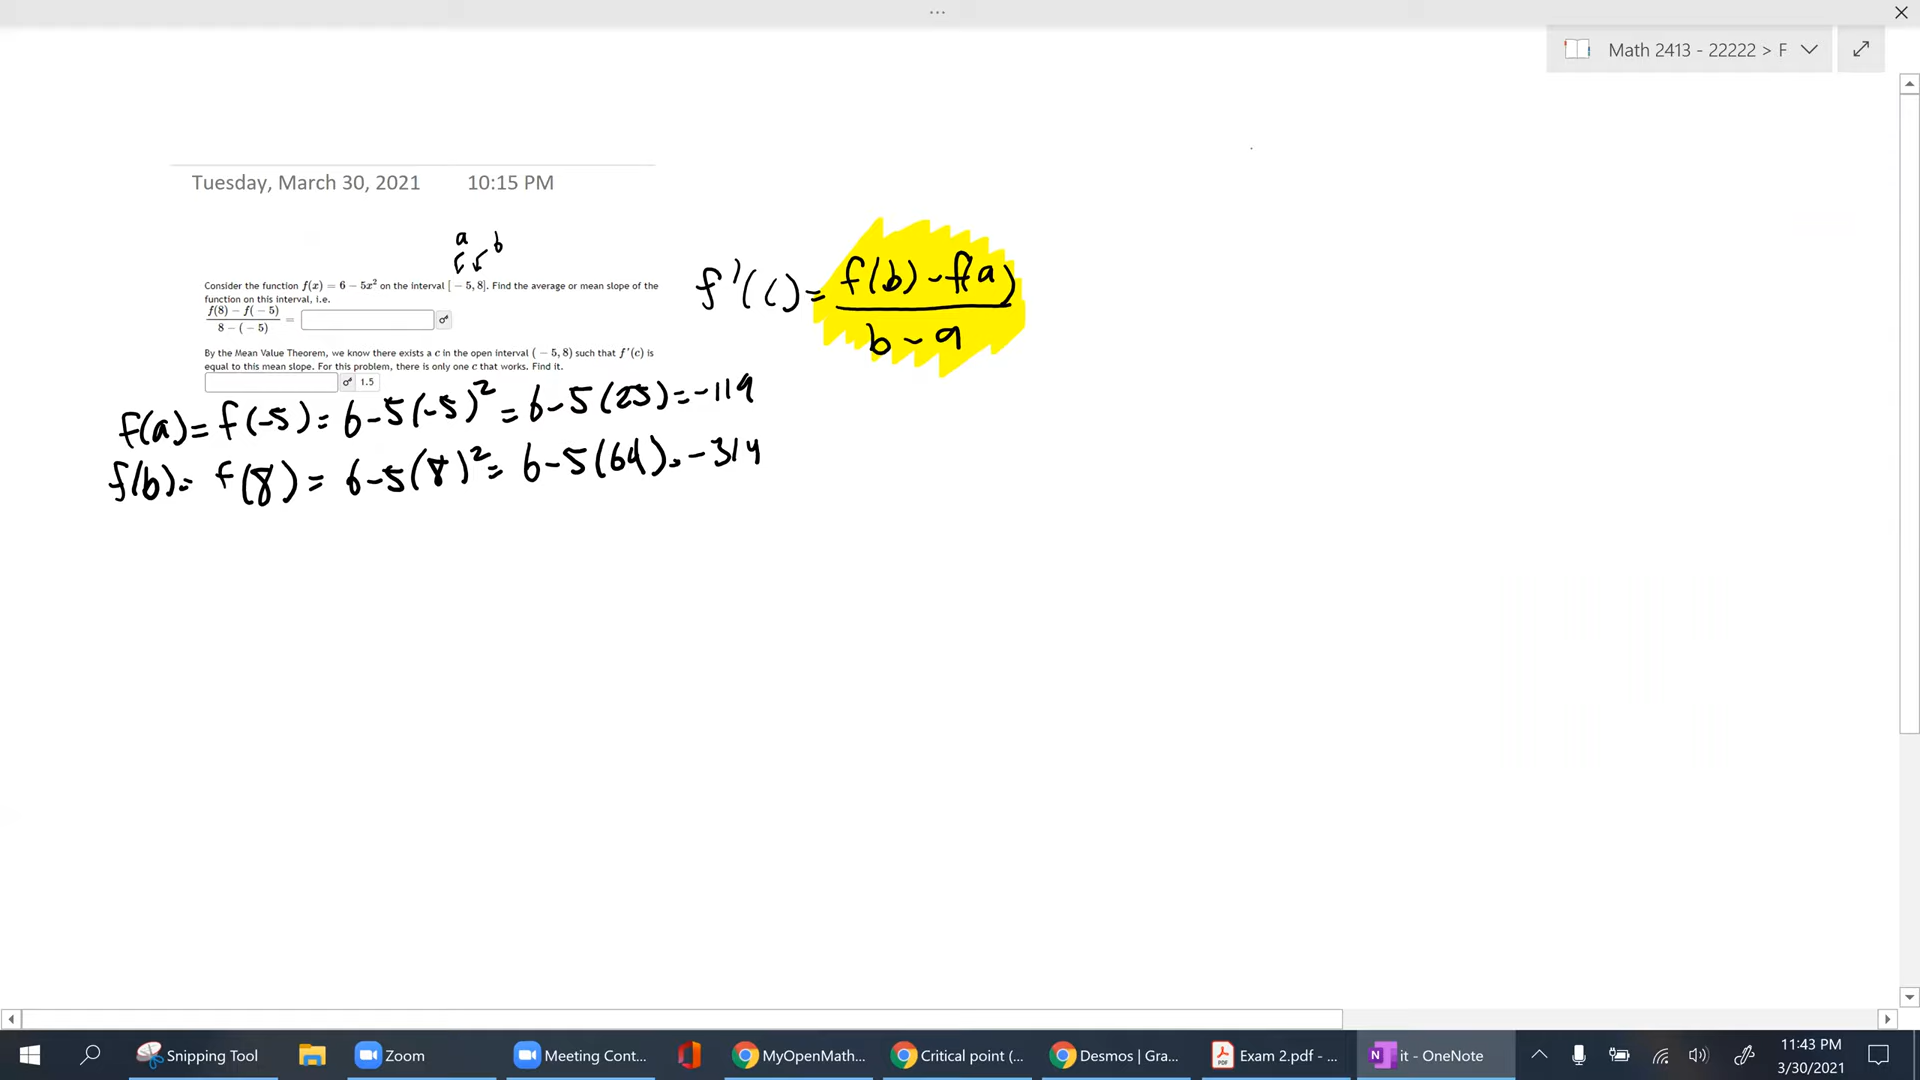 Math 2413 - 22222 > F
Tuesday, March 30, 2021 10:15 PM
a b
Consider the function f(x) = 6 − 5x² on the interval [ − 5, 8]. Find the average or mean slope of the
function on this interval, i.e.
f(8) − f( − 5)
8 − ( − 5)
=
By the Mean Value Theorem, we know there exists a c in the open interval ( − 5, 8) such that f'(c) is
equal to this mean slope. For this problem, there is only one c that works. Find it.
1.5
f'(c) = f(b) - f(a)
b - a
f(a) = f(-5) = 6-5(-5)² = 6-5(25) = -119
f(b) = f(8) = 6-5(8)² = 6-5(64) = -314
Snipping Tool
Zoom
Meeting Cont...
MyOpenMath...
Critical point (...
Desmos | Gra...
Exam 2.pdf - ...
it - OneNote
11:43 PM
3/30/2021